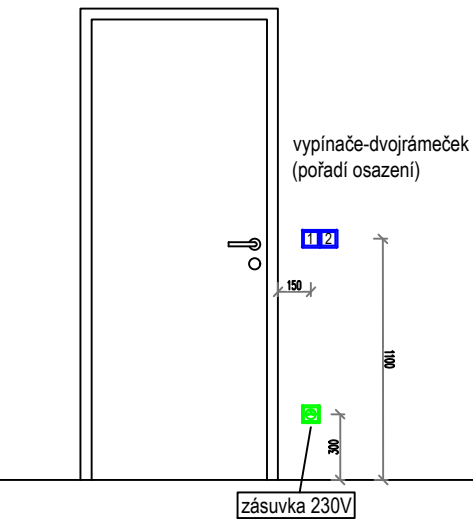 vypínače-dvojrámeček
(pořadí osazení)
1 2
150
1100
300
zásuvka 230V